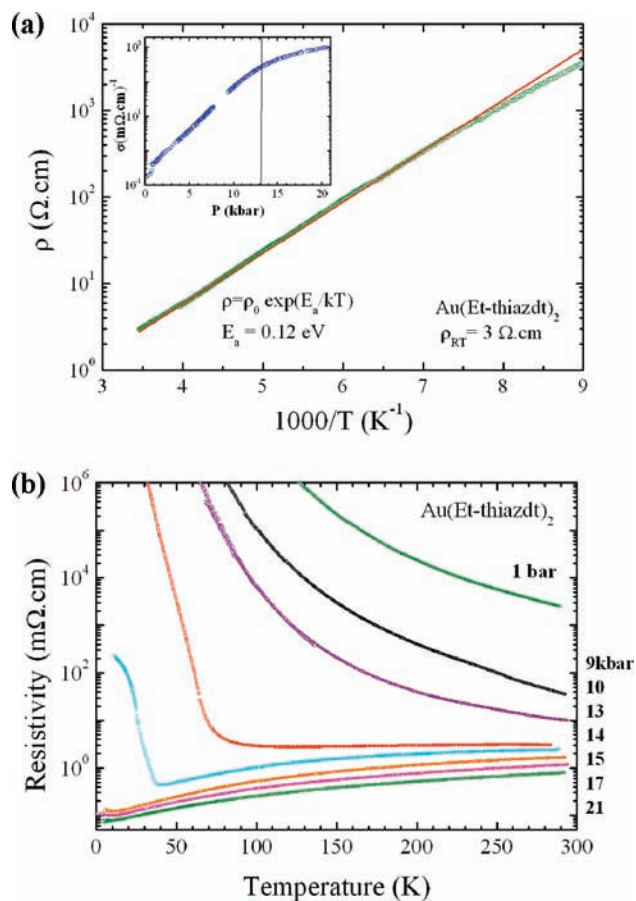 (a)
10⁴
10³
10²
10¹
10⁰
ρ (Ω.cm)
10³
10¹
10⁻¹
σ(mΩ.cm)⁻¹
0 5 10 15 20
P (kbar)
ρ=ρ₀ exp(Eₐ/kT)
Eₐ = 0.12 eV
Au(Et-thiazdt)₂
ρRT= 3 Ω.cm
3 4 5 6 7 8 9
1000/T (K⁻¹)
(b)
10⁶
10⁴
10²
10⁰
Resistivity (mΩ.cm)
Au(Et-thiazdt)₂
1 bar
9kbar
10
13
14
15
17
21
0 50 100 150 200 250 300
Temperature (K)